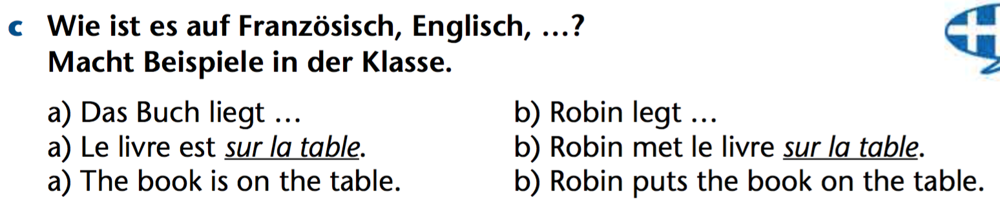 c Wie ist es auf Französisch, Englisch, …?
Macht Beispiele in der Klasse.
a) Das Buch liegt …
a) Le livre est sur la table.
a) The book is on the table.
b) Robin legt …
b) Robin met le livre sur la table.
b) Robin puts the book on the table.